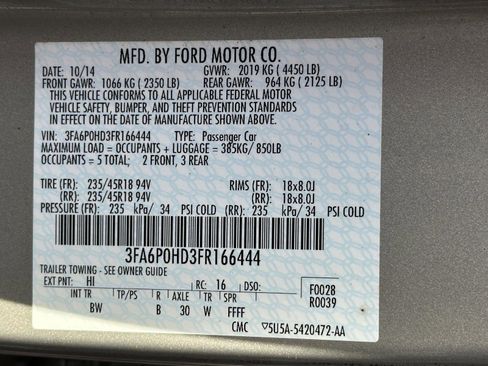 MFD. BY FORD MOTOR CO.
DATE: 10/14 GVWR: 2019 KG ( 4450 LB)
FRONT GAWR: 1066 KG ( 2350 LB) REAR GAWR: 964 KG ( 2125 LB)
THIS VEHICLE CONFORMS TO ALL APPLICABLE FEDERAL MOTOR
VEHICLE SAFETY, BUMPER, AND THEFT PREVENTION STANDARDS
IN EFFECT ON THE DATE OF MANUFACTURE SHOWN ABOVE.
VIN: 3FA6P0HD3FR166444 TYPE: Passenger Car
MAXIMUM LOAD = OCCUPANTS + LUGGAGE = 385KG/ 850LB
OCCUPANTS = 5 TOTAL; 2 FRONT, 3 REAR
TIRE (FR): 235/45R18 94V RIMS (FR): 18x8.0J
(RR): 235/45R18 94V (RR): 18x8.0J
PRESSURE (FR): 235 kPa/ 34 PSI COLD (RR): 235 kPa/ 34 PSI COLD
3FA6P0HD3FR166444
TRAILER TOWING - SEE OWNER GUIDE
EXT PNT: HI RC: 16 DSO: F0028
INT TR TP/PS R AXLE TR SPR R0039
BW B 30 W FFFF
CMC ▽5U5A-5420472-AA